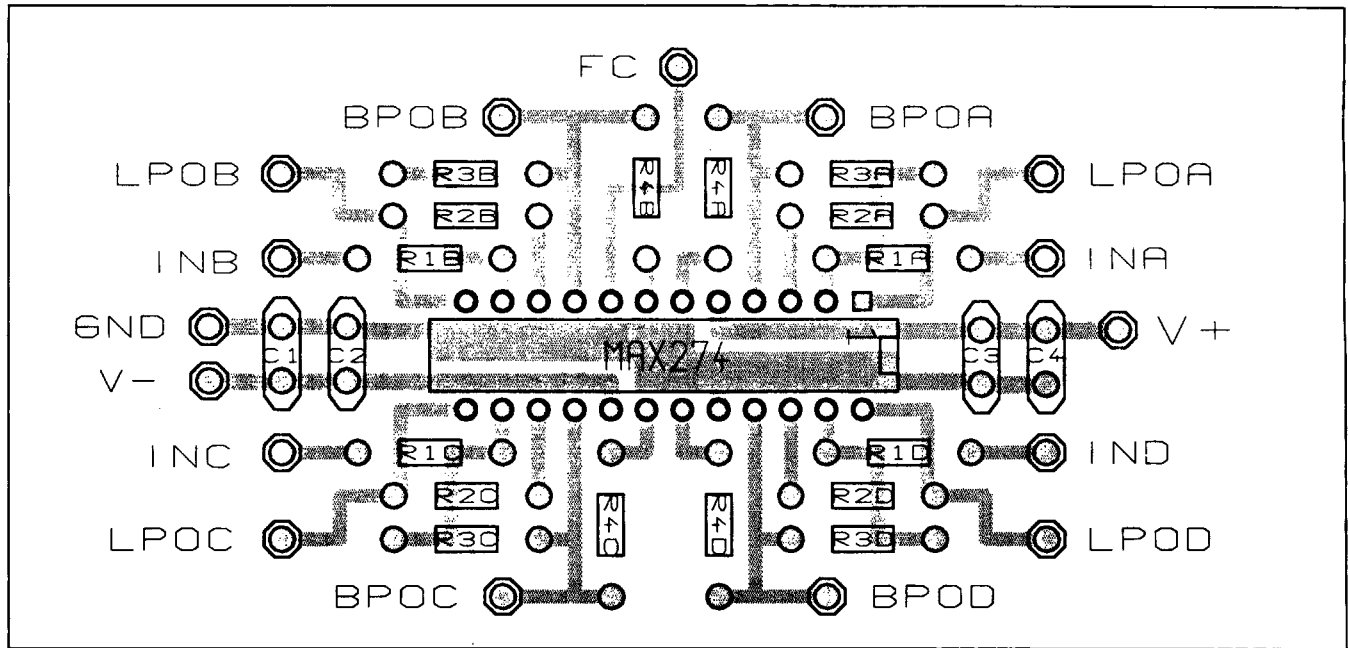 FC
BPOB BPOA
LPOB R3B R4B R4A R3A LPOA
R2B R2A
INB R1B R1A INA
GND V+
C1 C2 MAX274 1 C3 C4
V-
INC R1C R1D IND
R2C R4C R4D R2D
LPOC R3C R3D LPOD
BPOC BPOD